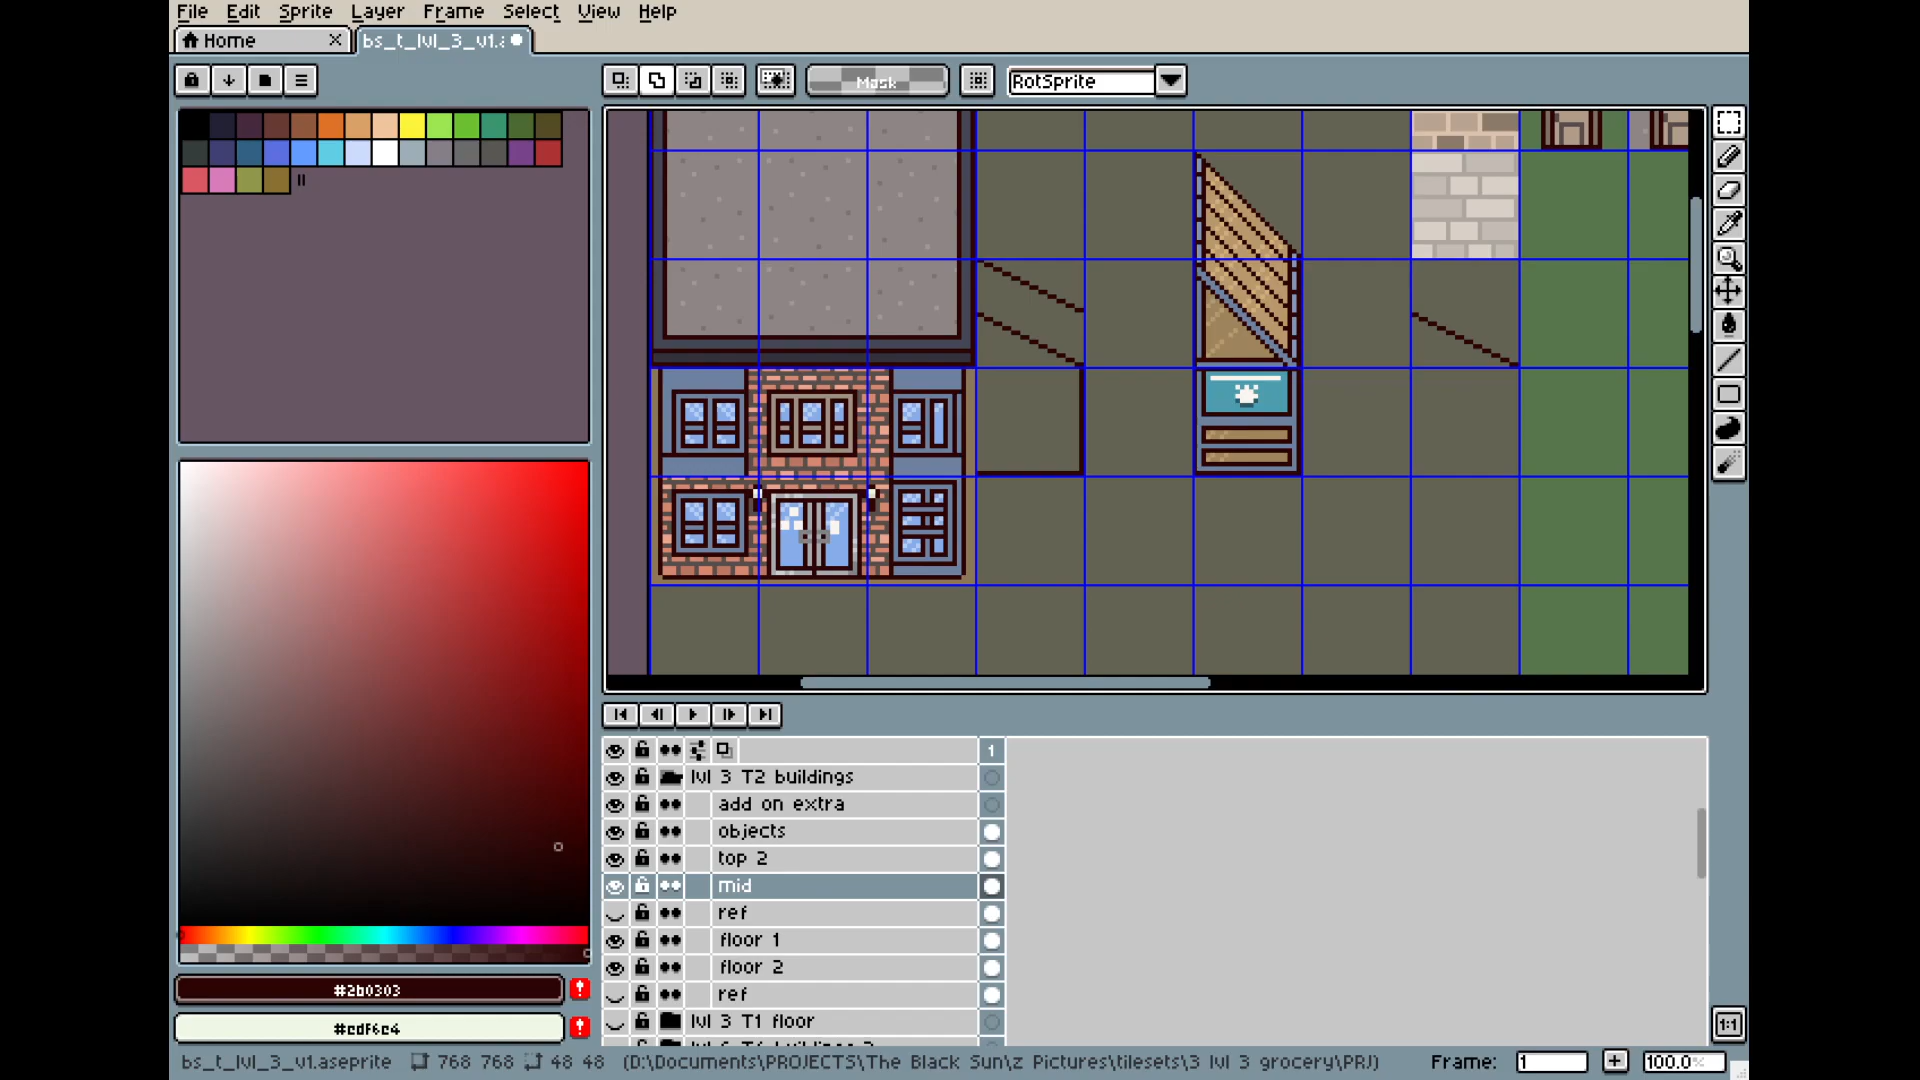 File Edit Sprite Layer Frame Select View Help
Home bs_t_lvl_3_v1.a
Mask RotSprite
1
lvl 3 T2 buildings
add on extra
objects
top 2
mid
ref
floor 1
floor 2
ref
lvl 3 T1 floor
#2b0303
#edf6e4
1:1
bs_t_lvl_3_v1.aseprite 768 768 48 48 (D:\Documents\PROJECTS\The Black Sun\z Pictures\tilesets\3 lvl 3 grocery\PRJ) Frame: 1 + 100.0%